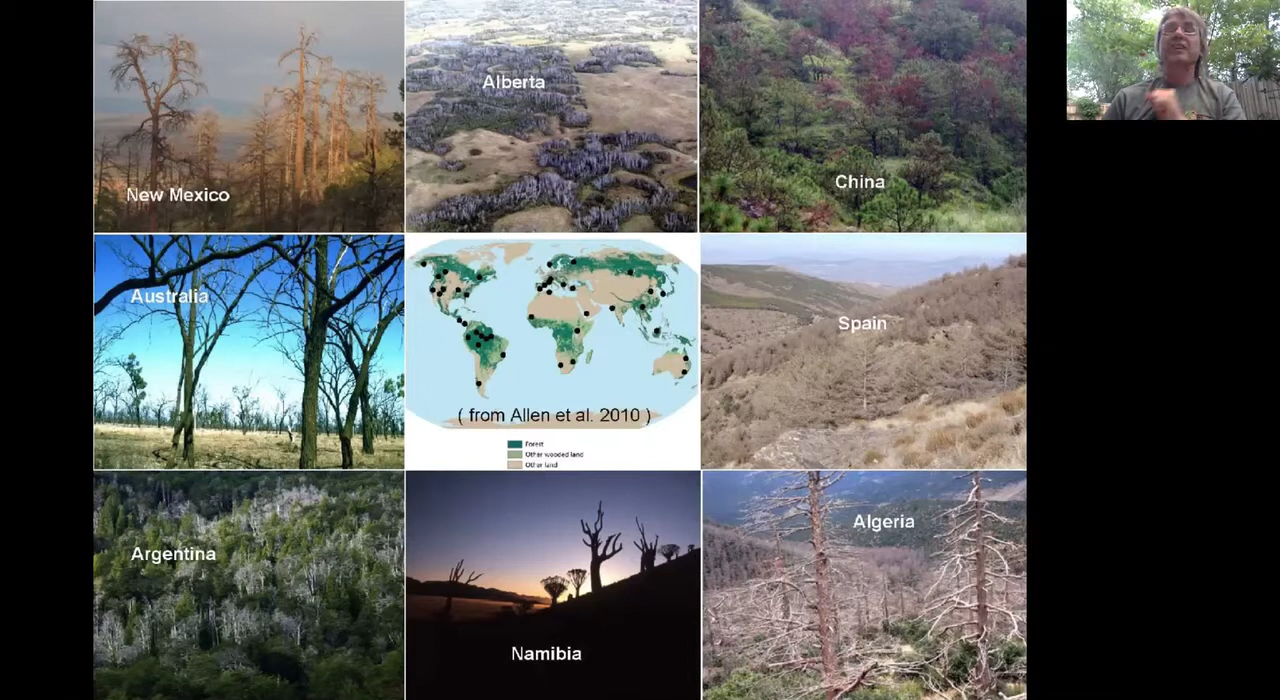 New Mexico
Alberta
China
Australia
( from Allen et al. 2010 )
Forest
Other wooded land
Other land
Spain
Argentina
Namibia
Algeria